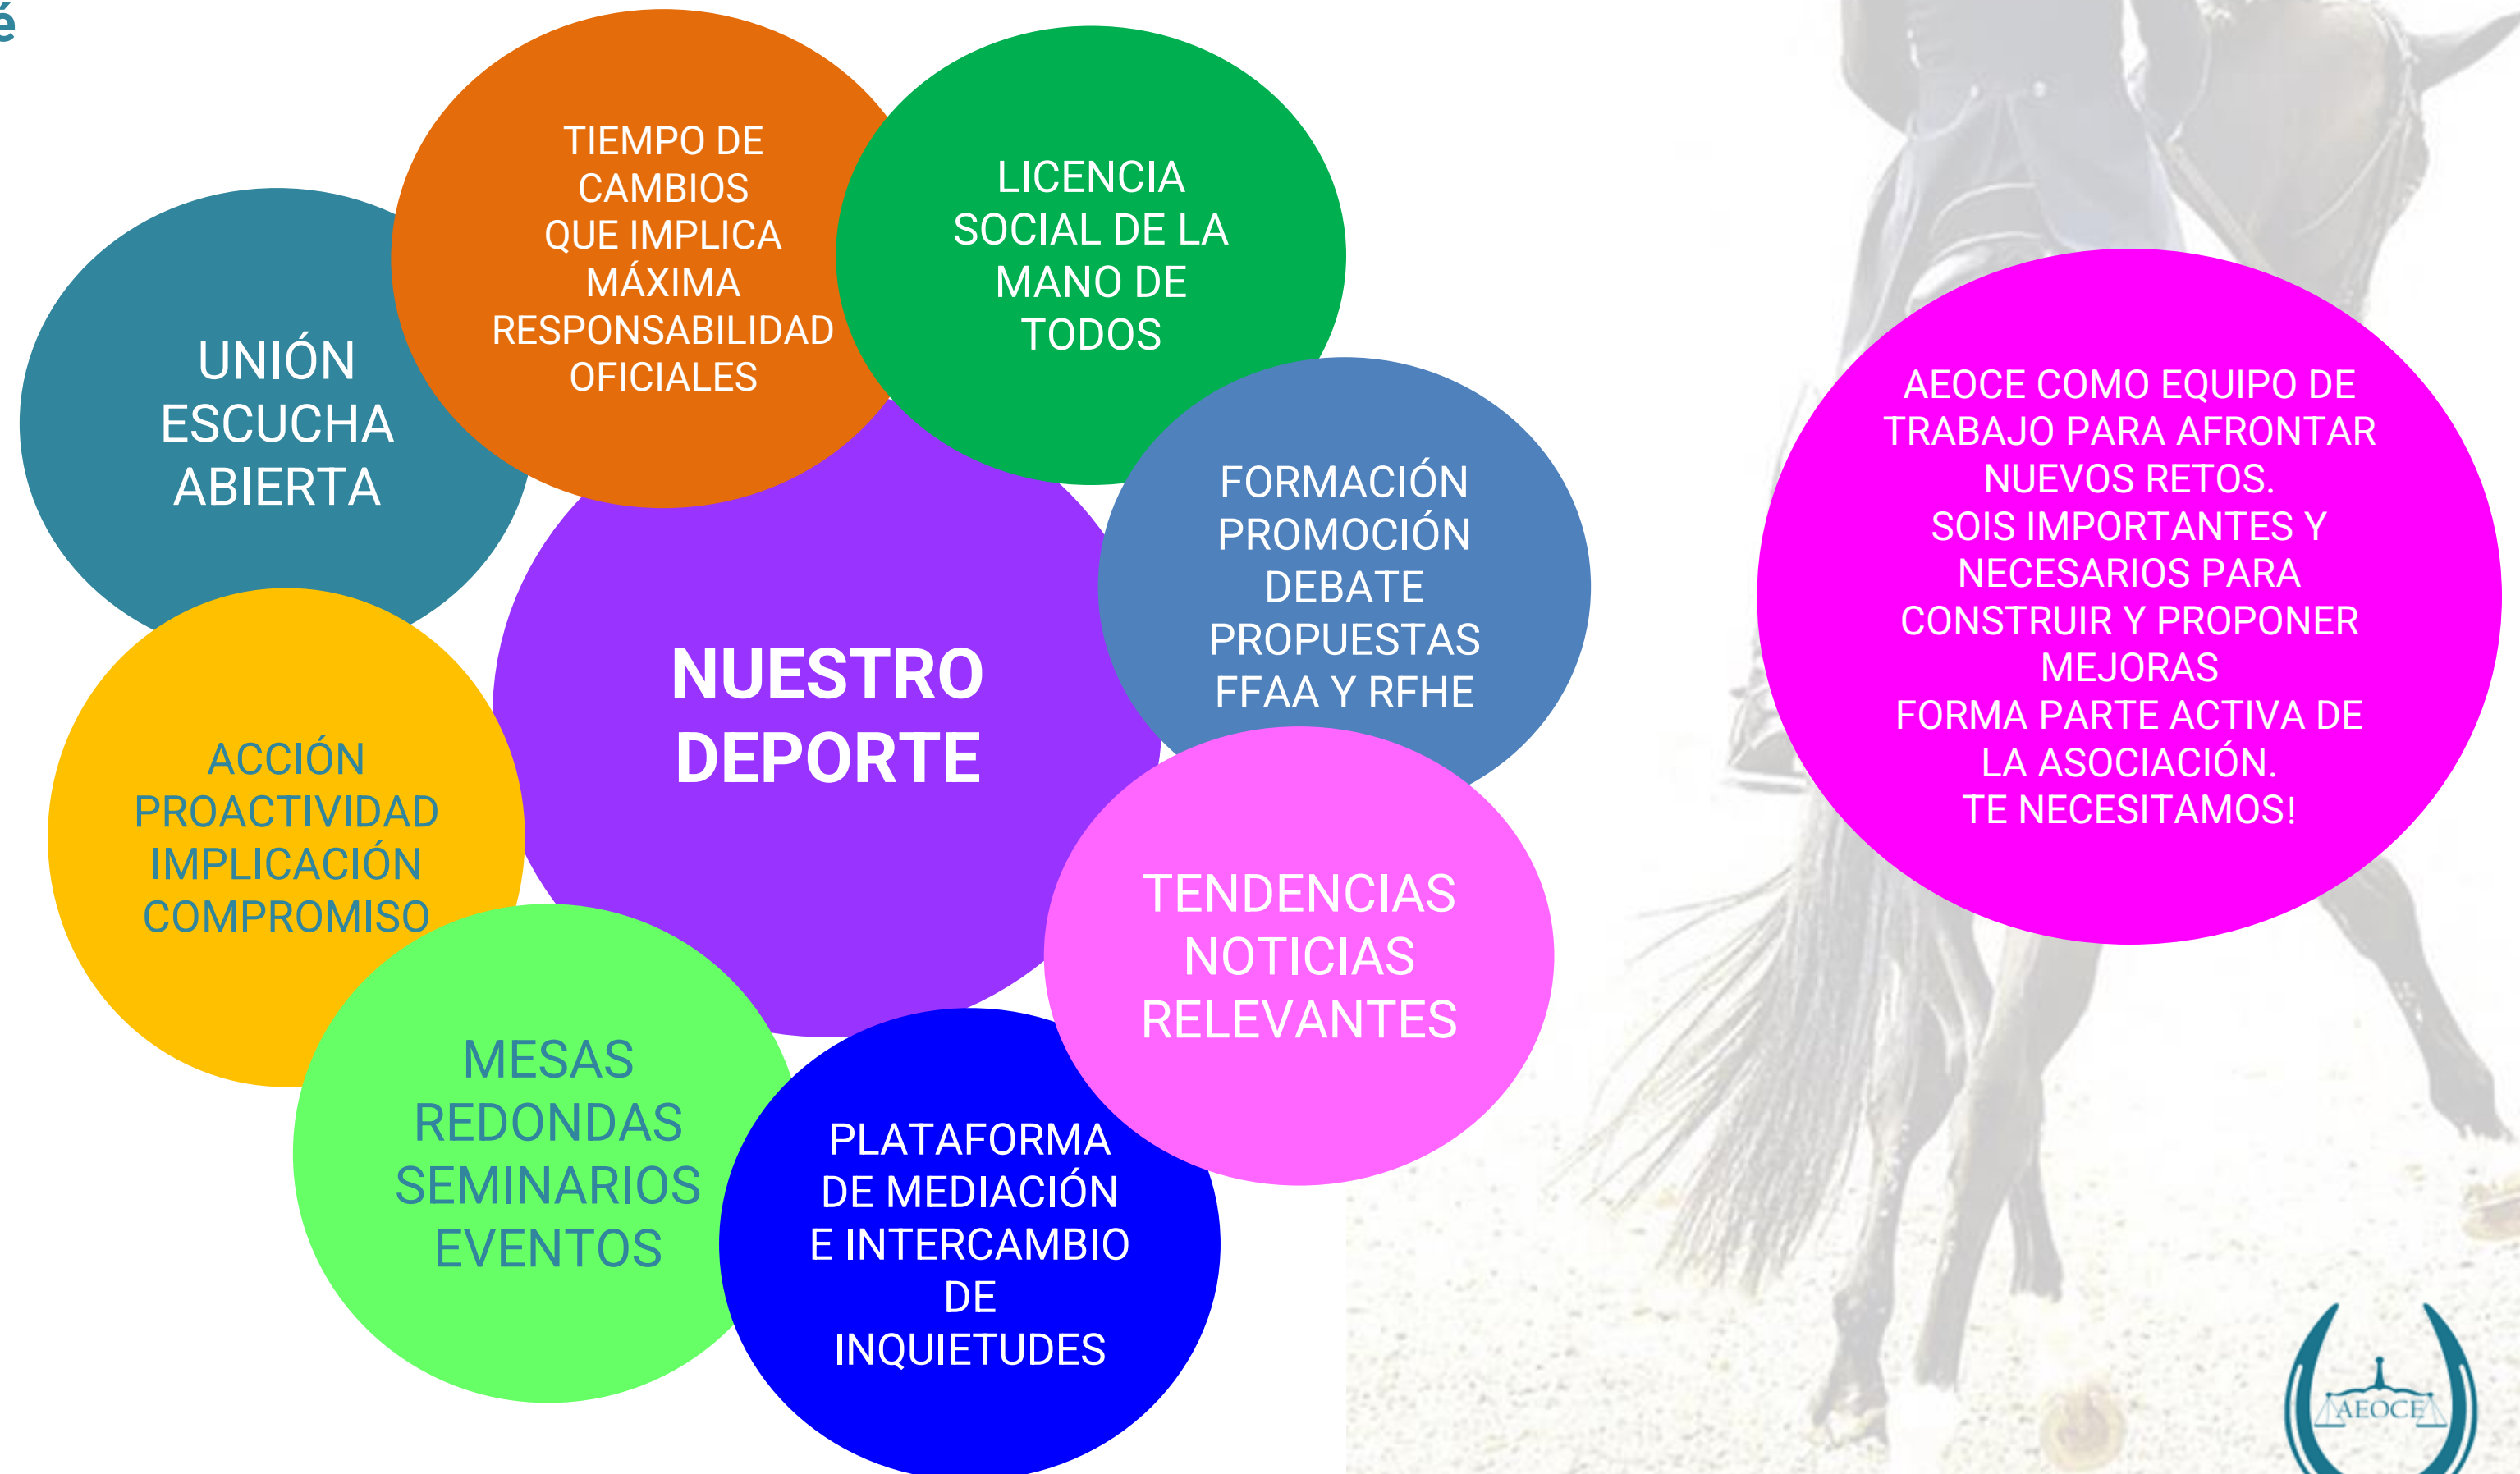 é
TIEMPO DE
CAMBIOS
QUE IMPLICA
MÁXIMA
RESPONSABILIDAD
OFICIALES
LICENCIA
SOCIAL DE LA
MANO DE
TODOS
UNIÓN
ESCUCHA
ABIERTA
FORMACIÓN
PROMOCIÓN
DEBATE
PROPUESTAS
FFAA Y RFHE
NUESTRO
DEPORTE
ACCIÓN
PROACTIVIDAD
IMPLICACIÓN
COMPROMISO
TENDENCIAS
NOTICIAS
RELEVANTES
MESAS
REDONDAS
SEMINARIOS
EVENTOS
PLATAFORMA
DE MEDIACIÓN
E INTERCAMBIO
DE
INQUIETUDES
AEOCE COMO EQUIPO DE
TRABAJO PARA AFRONTAR
NUEVOS RETOS.
SOIS IMPORTANTES Y
NECESARIOS PARA
CONSTRUIR Y PROPONER
MEJORAS
FORMA PARTE ACTIVA DE
LA ASOCIACIÓN.
TE NECESITAMOS!
AEOCE